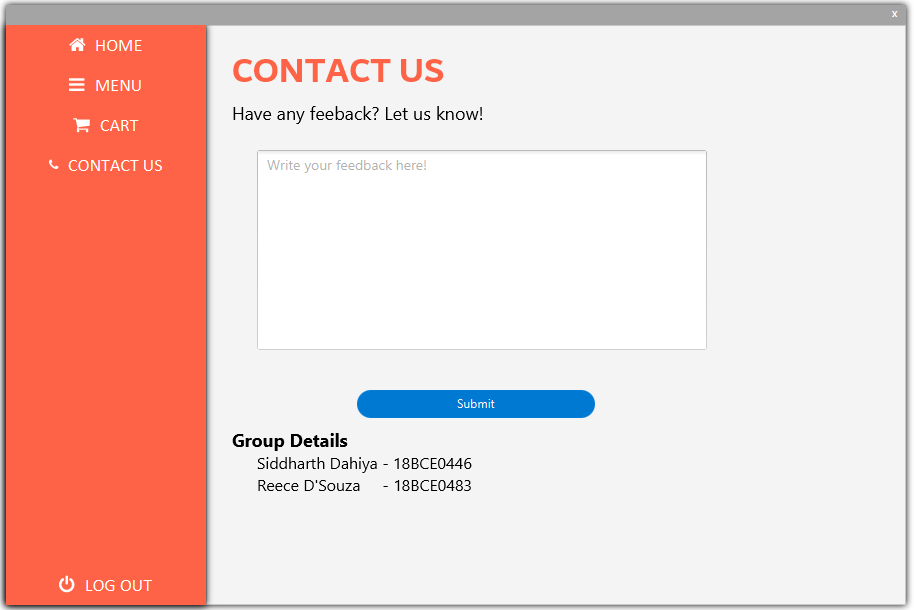 x
HOME
MENU
CART
CONTACT US
CONTACT US
Have any feeback? Let us know!
Write your feedback here!
Submit
Group Details
Siddharth Dahiya - 18BCE0446
Reece D'Souza - 18BCE0483
LOG OUT